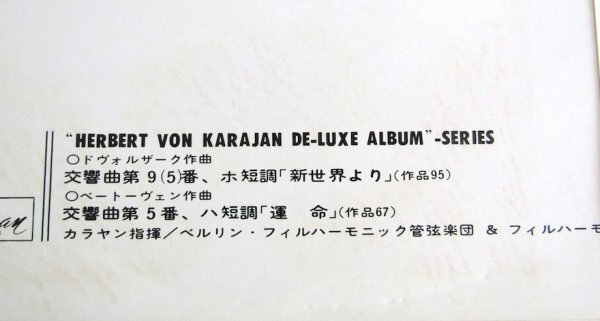 "HERBERT VON KARAJAN DE-LUXE ALBUM"-SERIES
○ドヴォルザーク作曲
交響曲第9(5)番、ホ短調「新世界より」(作品95)
○ベートーヴェン作曲
交響曲第5番、ハ短調「運　命」(作品67)
カラヤン指揮/ベルリン・フィルハーモニック管弦楽団 & フィルハーモ